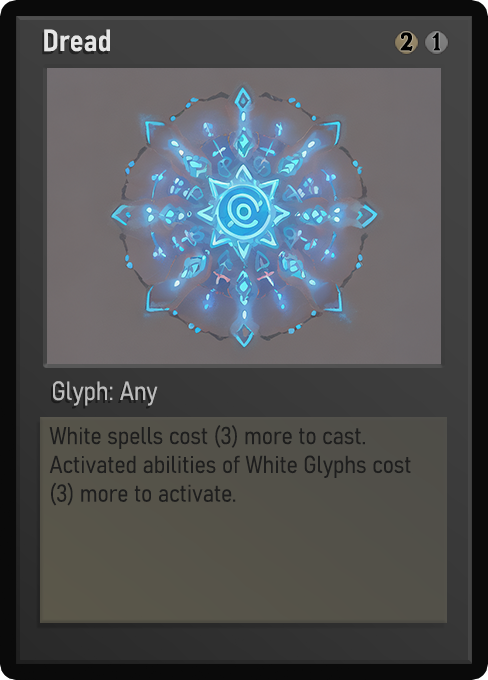 Dread
2 1
Glyph: Any
White spells cost (3) more to cast.
Activated abilities of White Glyphs cost
(3) more to activate.